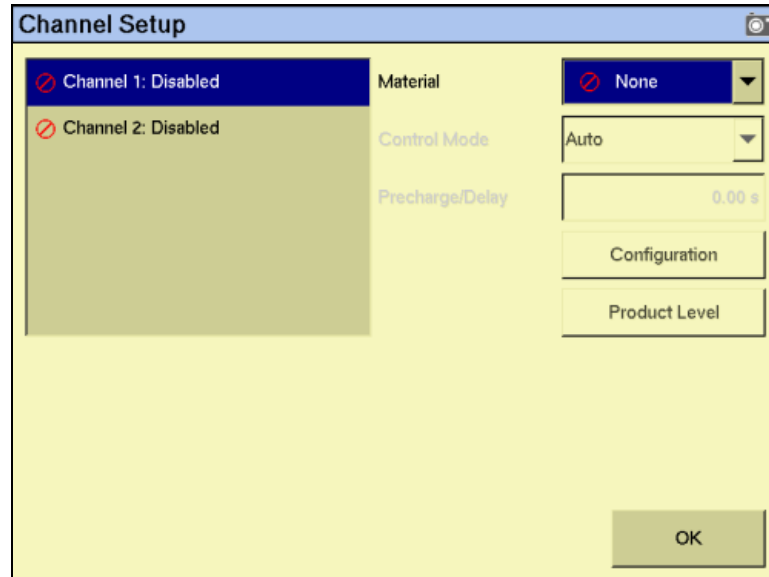 Channel Setup
Channel 1: Disabled
Channel 2: Disabled
Material
None
Control Mode
Auto
Precharge/Delay
0.00 s
Configuration
Product Level
OK